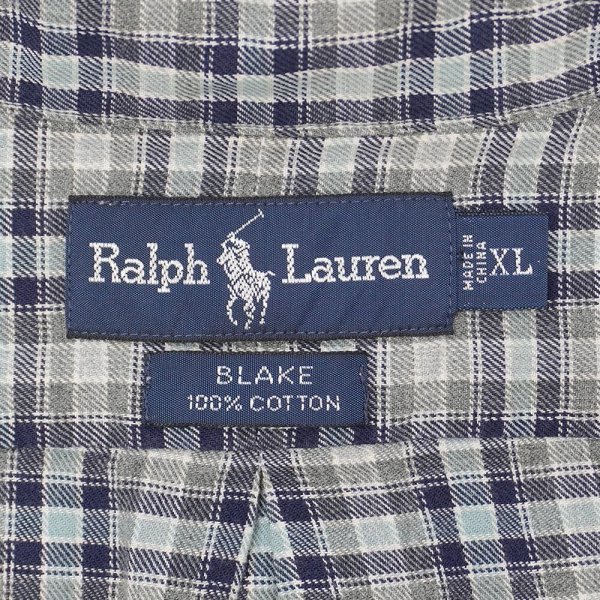 Ralph Lauren
MADE IN
CHINA
XL
BLAKE
100% COTTON